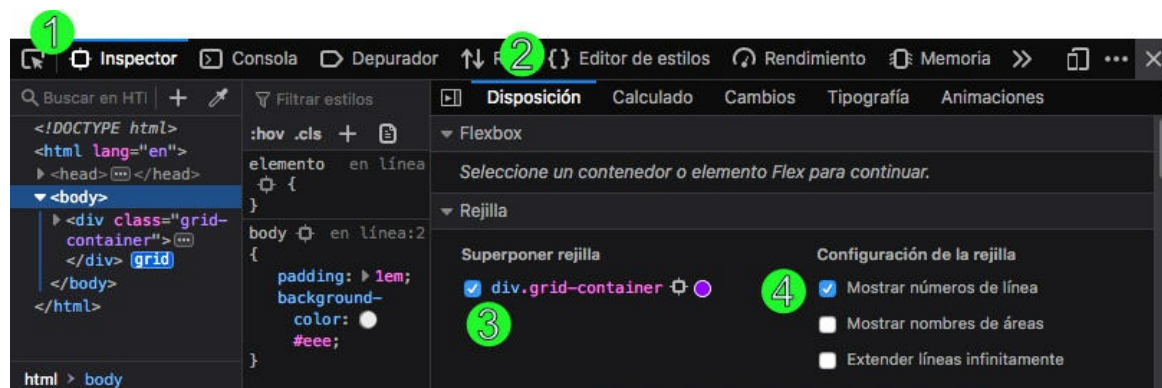 1
2
Inspector Consola Depurador {} Editor de estilos Rendimiento Memoria
Buscar en HTI + Filtrar estilos Disposición Calculado Cambios Tipografía Animaciones
<!DOCTYPE html>
<html lang="en">
<head>···</head>
<body>
<div class="grid-
container">···
</div> grid
</body>
</html>
html > body
:hov .cls +
elemento en línea
{
}
body en línea:2
{
padding: 1em;
background-
color:
#eee;
}
Flexbox
Seleccione un contenedor o elemento Flex para continuar.
Rejilla
Superponer rejilla
div.grid-container
3
Configuración de la rejilla
4 Mostrar números de línea
Mostrar nombres de áreas
Extender líneas infinitamente